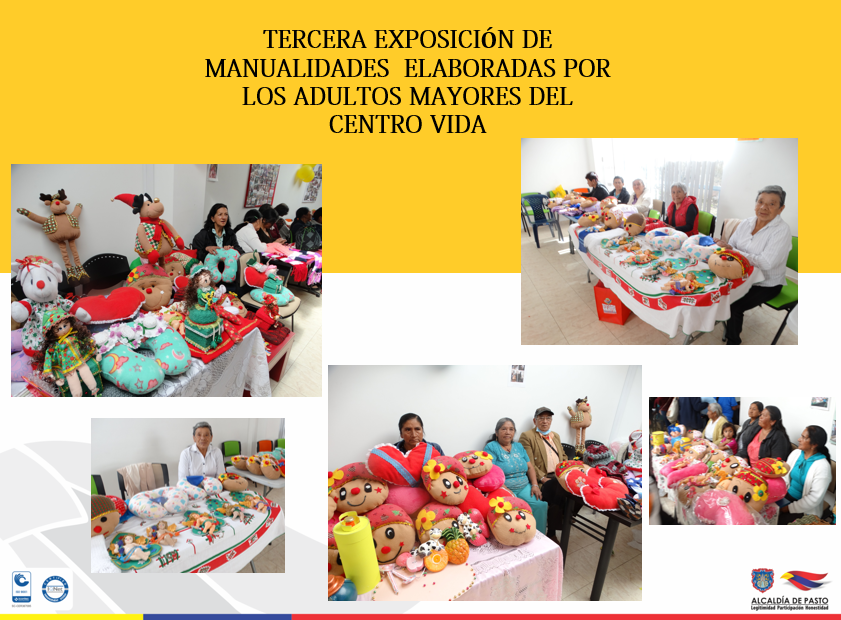 TERCERA EXPOSICIÓN DE
MANUALIDADES ELABORADAS POR
LOS ADULTOS MAYORES DEL
CENTRO VIDA
ALCALDÍA DE PASTO
Legitimidad Participación Honestidad